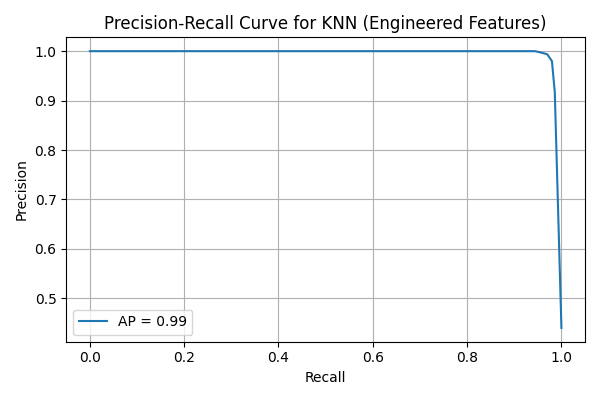 Precision-Recall Curve for KNN (Engineered Features)
1.0
0.9
0.8
0.7
0.6
0.5
Precision
AP = 0.99
0.0 0.2 0.4 0.6 0.8 1.0
Recall